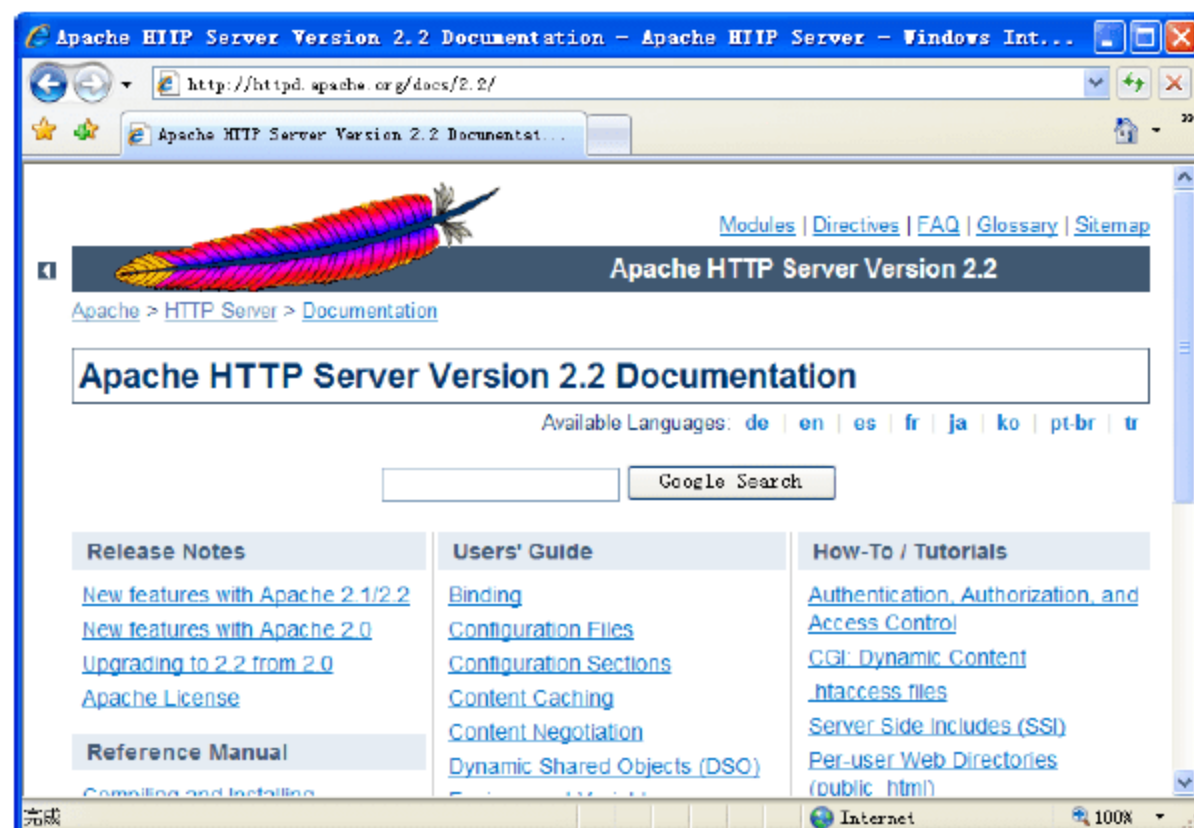 Apache HTTP Server Version 2.2 Documentation - Apache HTTP Server - Windows Int...
http://httpd.apache.org/docs/2.2/
Apache HTTP Server Version 2.2 Documentat...
Modules | Directives | FAQ | Glossary | Sitemap
Apache HTTP Server Version 2.2
Apache > HTTP Server > Documentation
Apache HTTP Server Version 2.2 Documentation
Available Languages: de | en | es | fr | ja | ko | pt-br | tr
Google Search
Release Notes
New features with Apache 2.1/2.2
New features with Apache 2.0
Upgrading to 2.2 from 2.0
Apache License
Reference Manual
Compiling and Installing
Users' Guide
Binding
Configuration Files
Configuration Sections
Content Caching
Content Negotiation
Dynamic Shared Objects (DSO)
How-To / Tutorials
Authentication, Authorization, and
Access Control
CGI: Dynamic Content
.htaccess files
Server Side Includes (SSI)
Per-user Web Directories
(public_html)
完成
Internet
100%